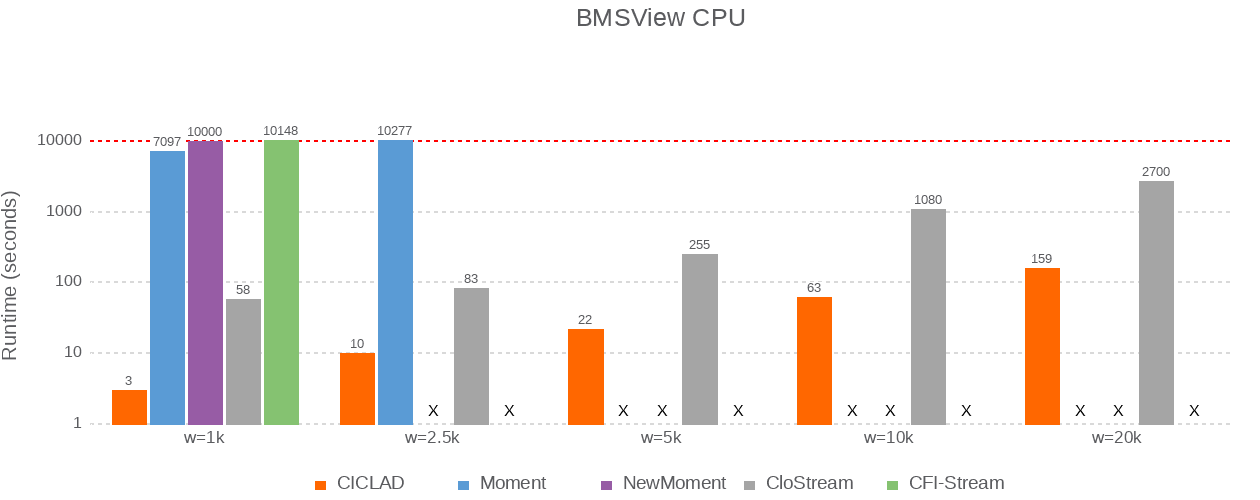 BMSView CPU
Runtime (seconds)
10000
1000
100
10
1
3
7097
10000
58
10148
10
10277
X
83
X
22
X
X
255
X
63
X
X
1080
X
159
X
X
2700
X
w=1k
w=2.5k
w=5k
w=10k
w=20k
CICLAD
Moment
NewMoment
CloStream
CFI-Stream